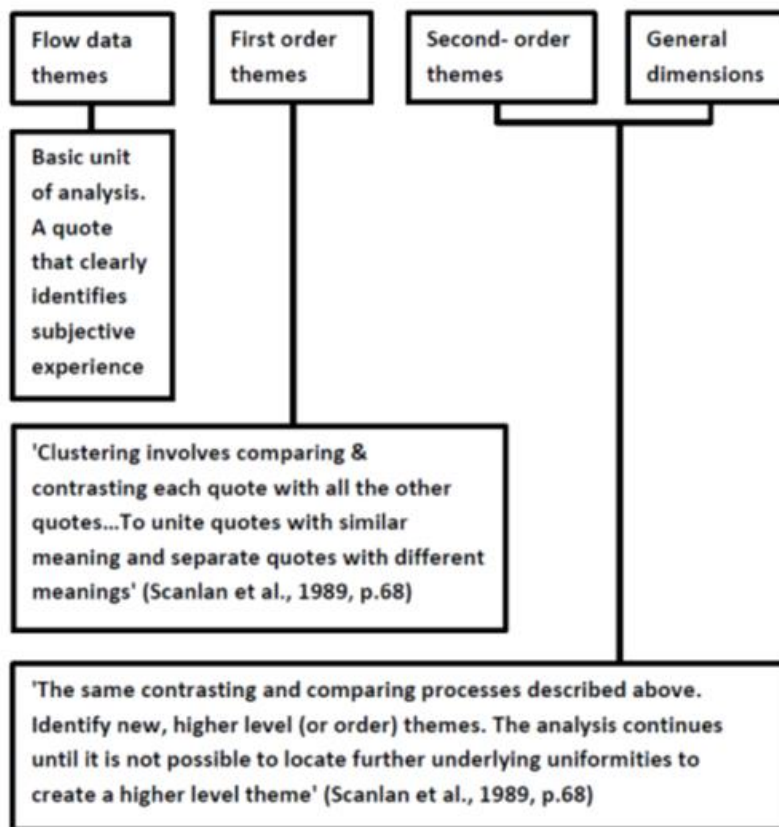 Flow data
themes
First order
themes
Second- order
themes
General
dimensions
Basic unit
of analysis.
A quote
that clearly
identifies
subjective
experience
'Clustering involves comparing &
contrasting each quote with all the other
quotes...To unite quotes with similar
meaning and separate quotes with different
meanings' (Scanlan et al., 1989, p.68)
'The same contrasting and comparing processes described above.
Identify new, higher level (or order) themes. The analysis continues
until it is not possible to locate further underlying uniformities to
create a higher level theme' (Scanlan et al., 1989, p.68)